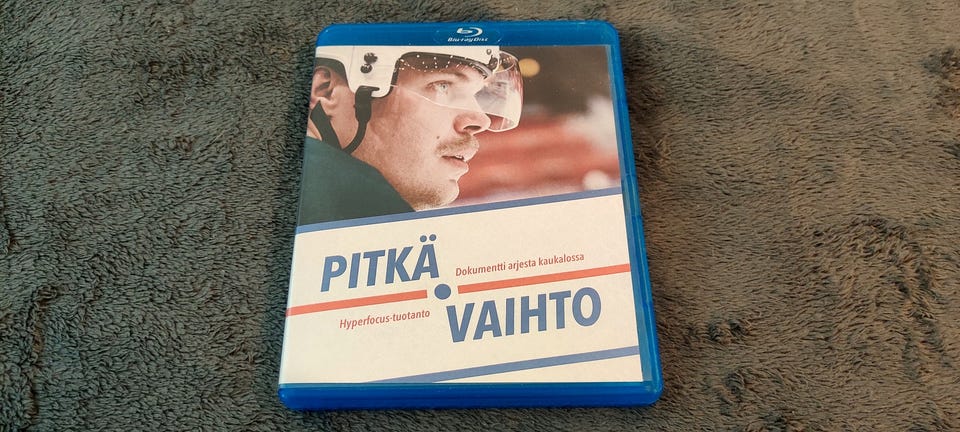 Blu-ray Disc
PITKÄ
Dokumentti arjesta kaukalossa
Hyperfocus-tuotanto
VAIHTO